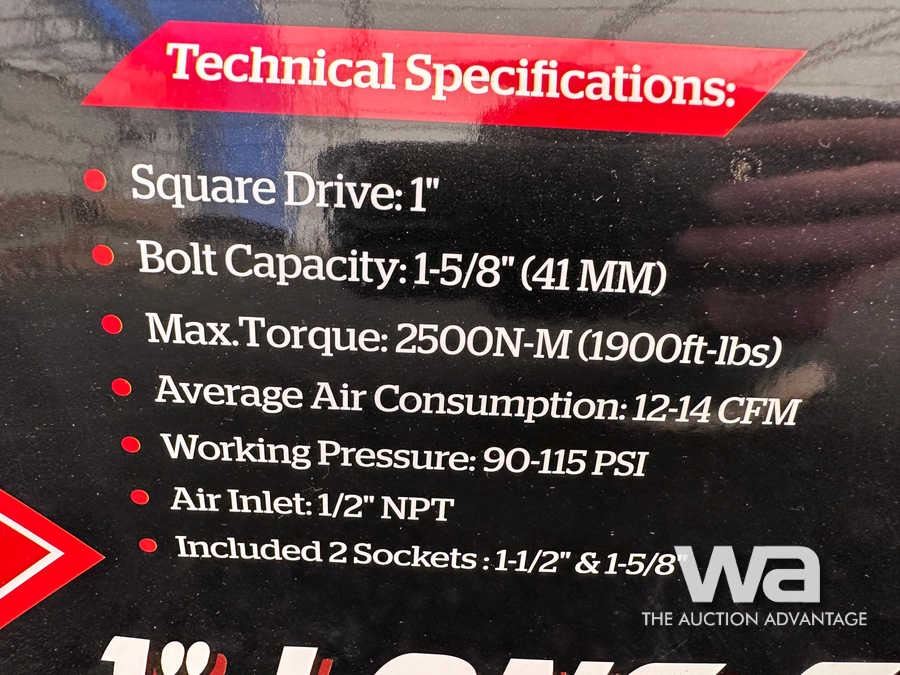 Technical Specifications:
Square Drive: 1"
Bolt Capacity: 1-5/8" (41 MM)
Max.Torque: 2500N-M (1900ft-lbs)
Average Air Consumption: 12-14 CFM
Working Pressure: 90-115 PSI
Air Inlet: 1/2" NPT
Included 2 Sockets : 1-1/2" & 1-5/8"
wa
THE AUCTION ADVANTAGE
1" LONG